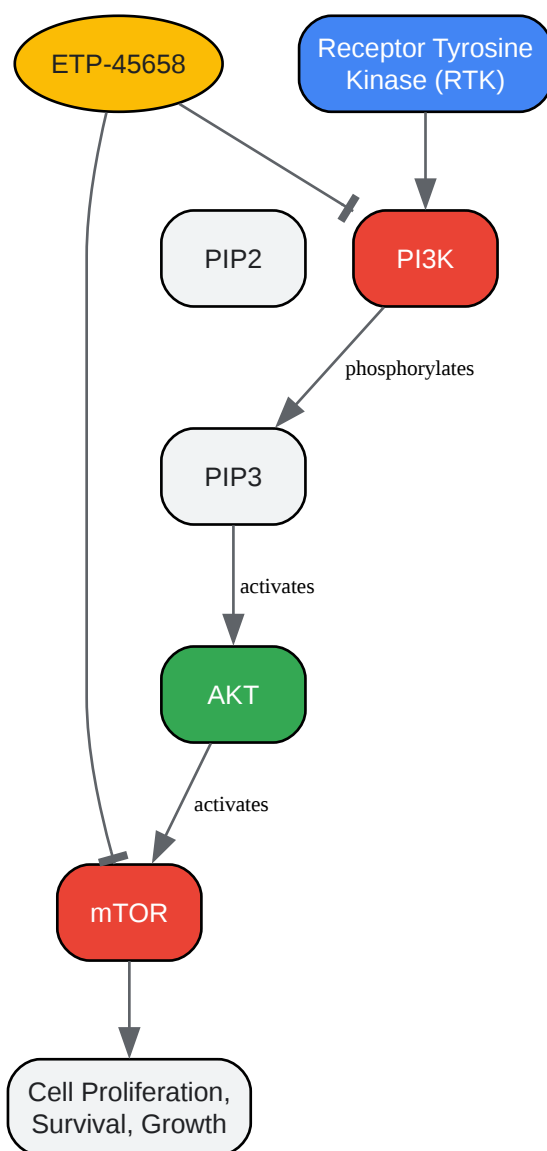 ETP-45658
Receptor Tyrosine
Kinase (RTK)
PIP2
PI3K
phosphorylates
PIP3
activates
AKT
activates
mTOR
Cell Proliferation,
Survival, Growth